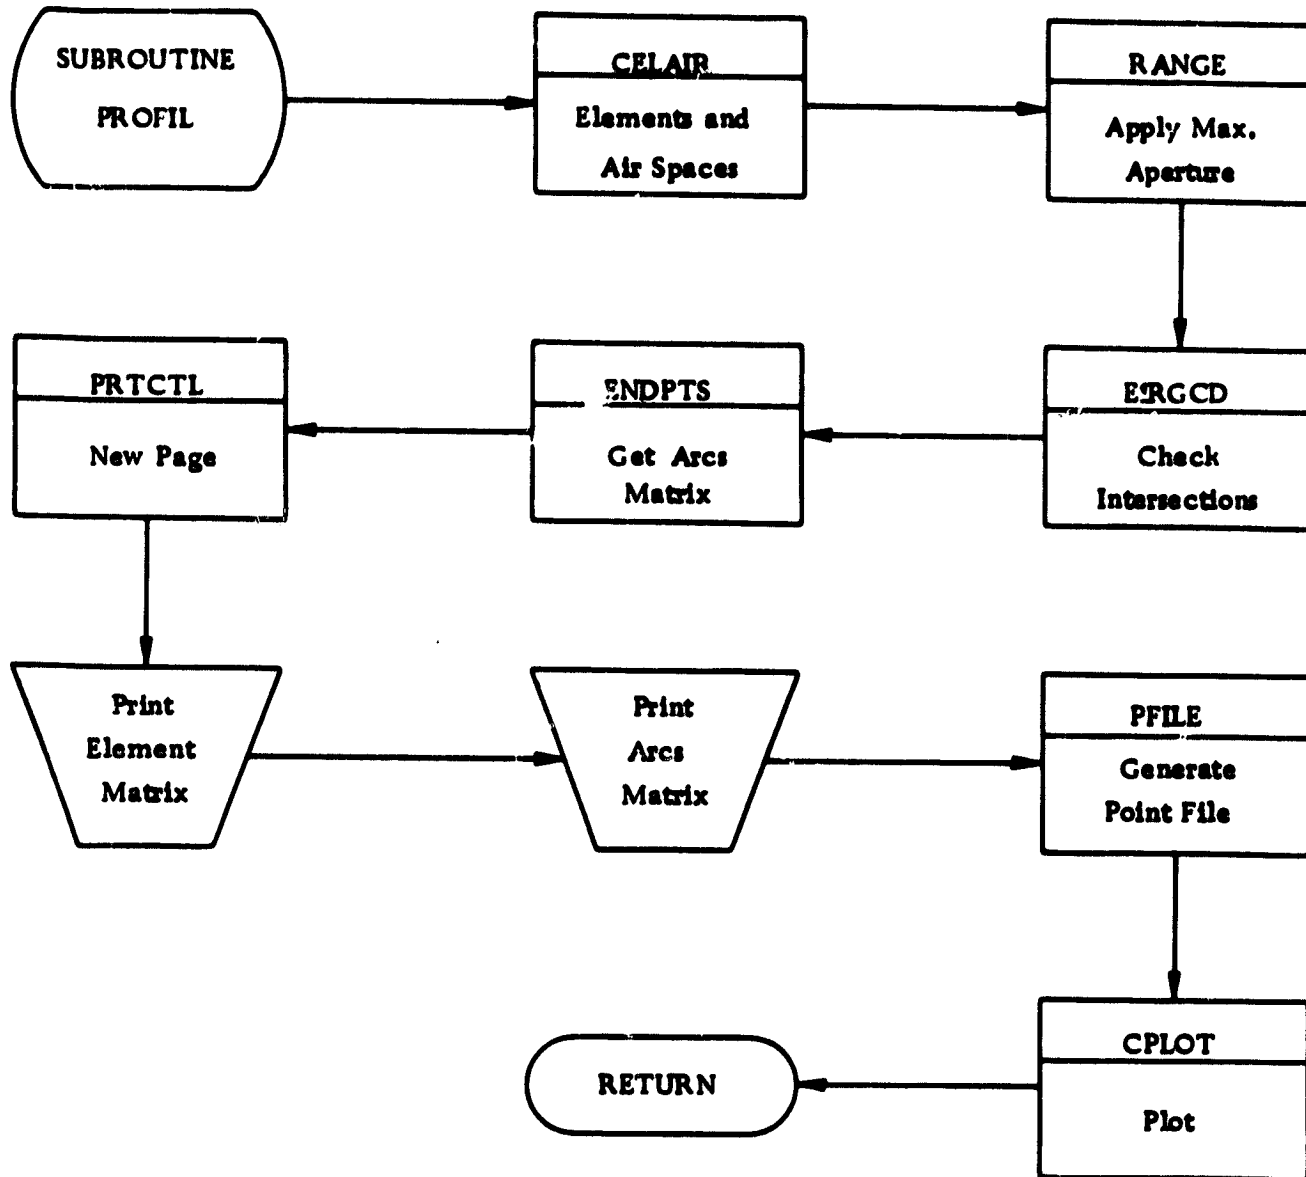 SUBROUTINE
PROFIL
CELAIR
Elements and
Air Spaces
RANGE
Apply Max.
Aperture
Check
Intersections
ENDPTS
Get Arcs
Matrix
PRTCTL
New Page
Print
Element
Matrix
Print
Arcs
Matrix
PFILE
Generate
Point File
CPLOT
Plot
RETURN